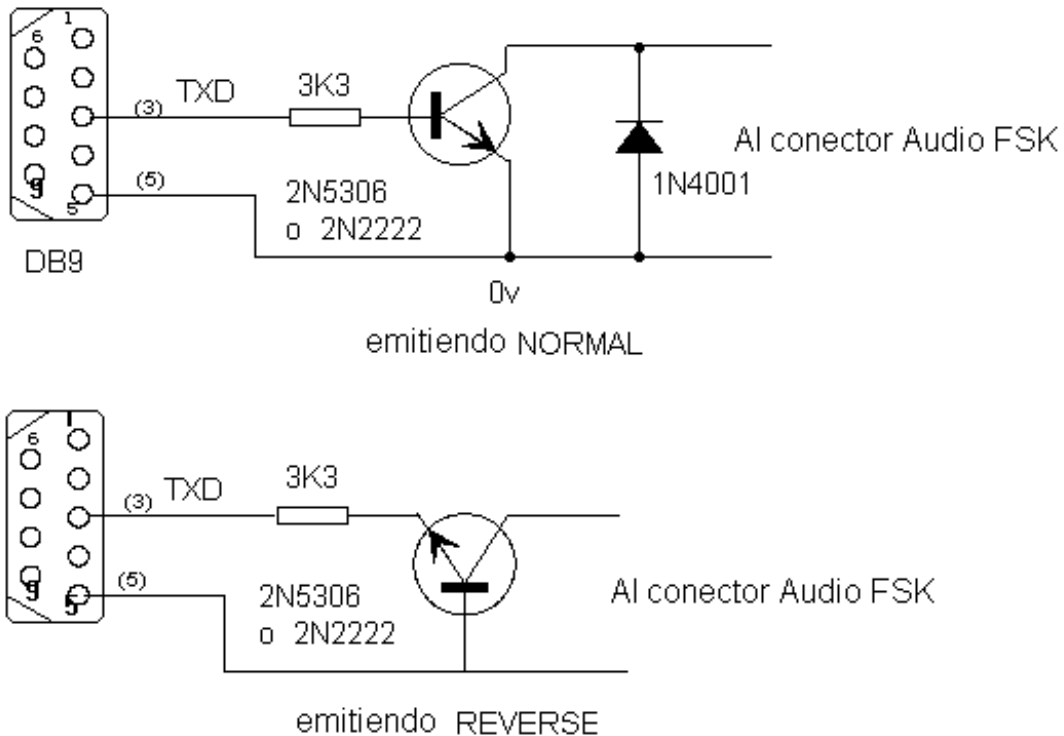 1
6
9
5
DB9
(3)
TXD
3K3
(5)
2N5306
o 2N2222
1N4001
Al conector Audio FSK
0v
emitiendo NORMAL
1
6
9
5
(3)
TXD
3K3
(5)
2N5306
o 2N2222
Al conector Audio FSK
emitiendo REVERSE